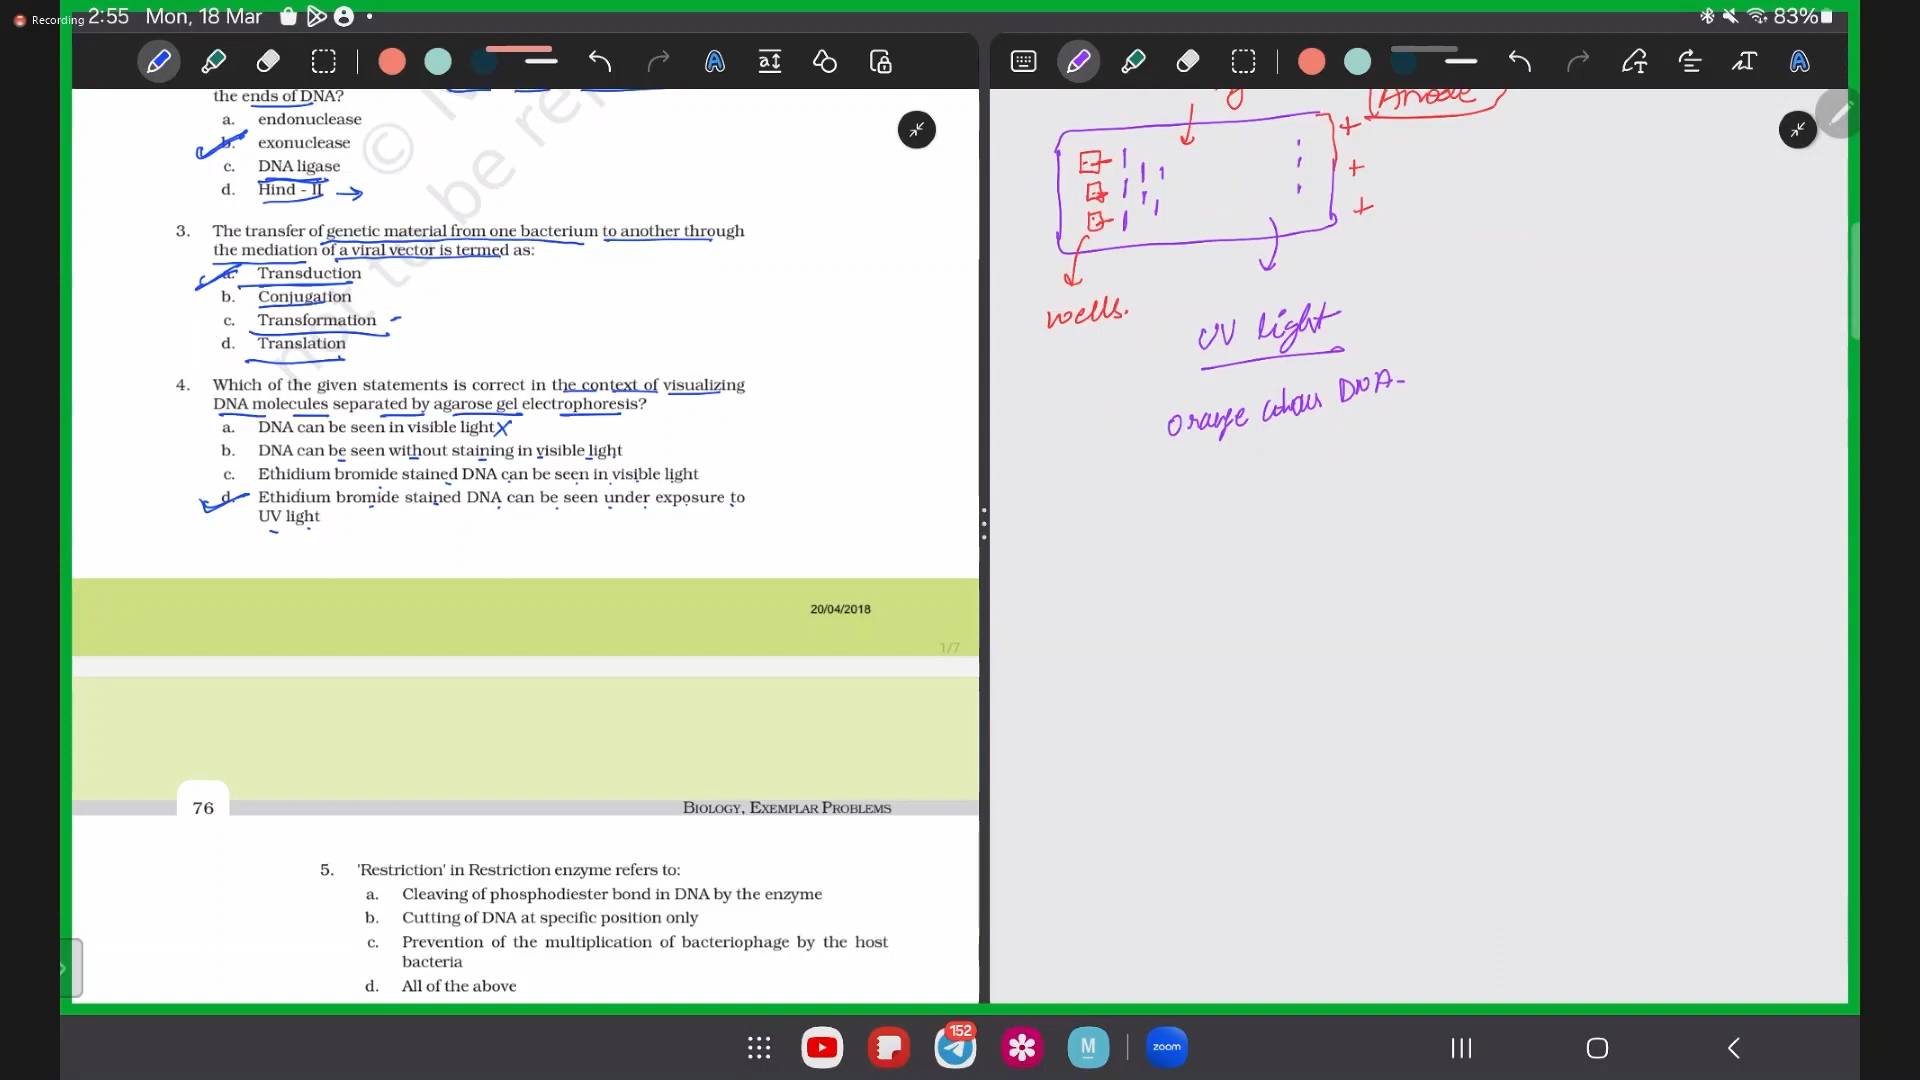 Recording 2:55 Mon, 18 Mar
83%
the ends of DNA?
a. endonuclease
b. exonuclease
c. DNA ligase
d. Hind - II
3. The transfer of genetic material from one bacterium to another through
the mediation of a viral vector is termed as:
a. Transduction
b. Conjugation
c. Transformation
d. Translation
4. Which of the given statements is correct in the context of visualizing
DNA molecules separated by agarose gel electrophoresis?
a. DNA can be seen in visible light
b. DNA can be seen without staining in visible light
c. Ethidium bromide stained DNA can be seen in visible light
d. Ethidium bromide stained DNA can be seen under exposure to
UV light
20/04/2018
1/7
76
BIOLOGY, EXEMPLAR PROBLEMS
5. 'Restriction' in Restriction enzyme refers to:
a. Cleaving of phosphodiester bond in DNA by the enzyme
b. Cutting of DNA at specific position only
c. Prevention of the multiplication of bacteriophage by the host
bacteria
d. All of the above
Anode
+
+
+
wells.
UV light
orange colour DNA-
152
M
zoom